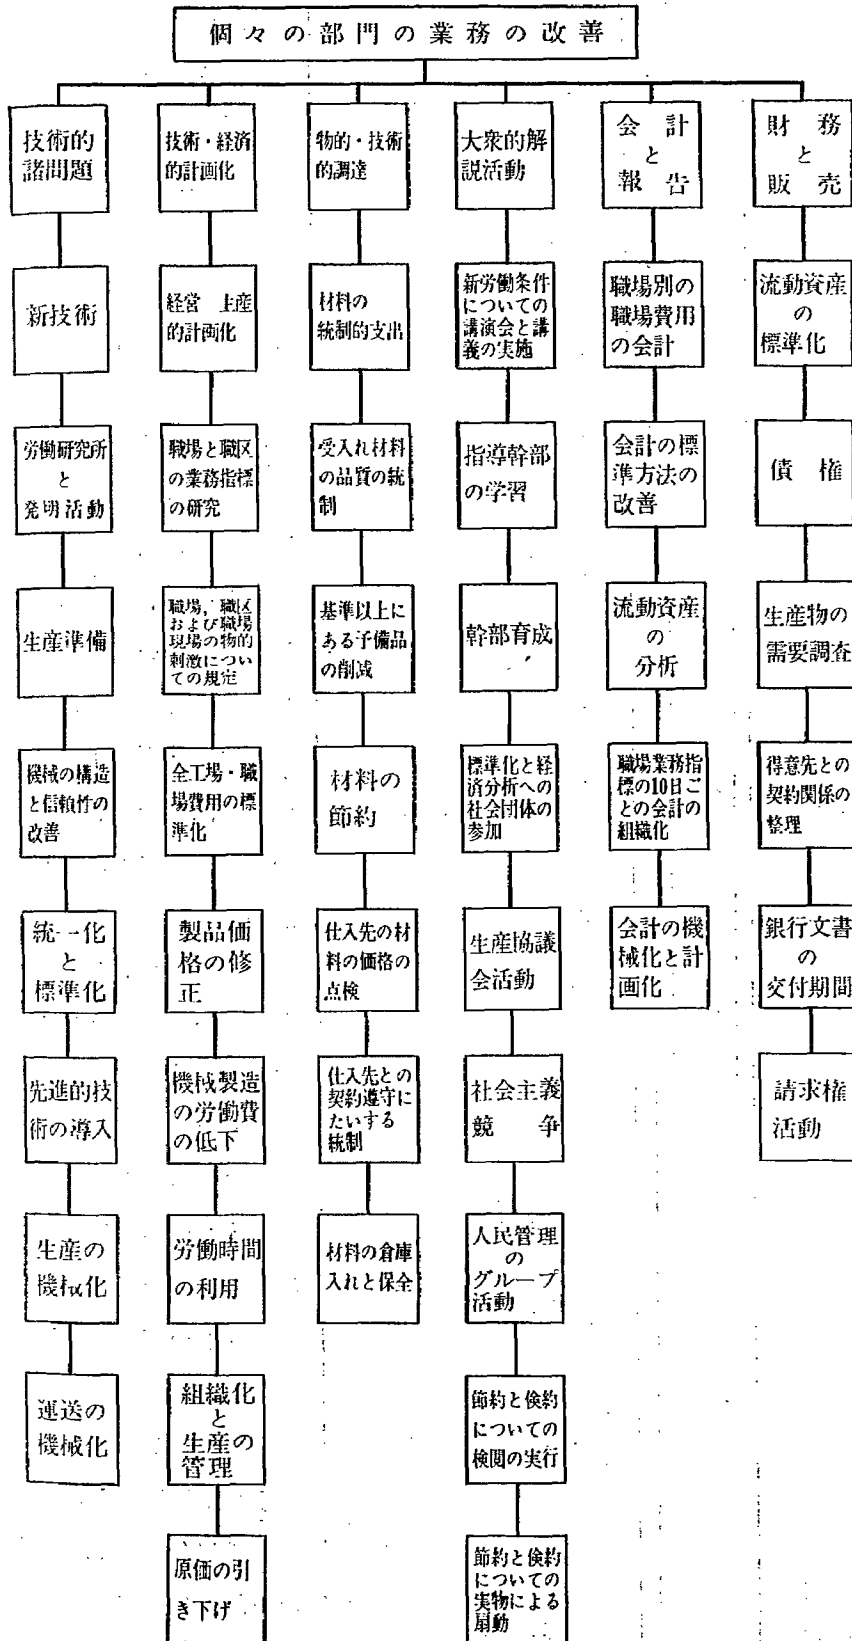 個々の部門の業務の改善
技術的
諸問題
新技術
労働研究所
と
発明活動
生産準備
機械の構造
と信頼性の
改善
統一化
と
標準化
先進的技
術の導入
生産の
機械化
運送の
機械化
技術・経済
的計画化
経営 主産
的計画化
職場と職区
の業務指標
の研究
職場，職区
および職場
現場の物的
刺激につい
ての規定
全工場・職
場費用の標
準化
製品価
格の修
正
機械製造
の労働費
の低下
労働時間
の利用
組織化
と
生産の
管理
原価の引
き下げ
物的・技術
的調達
材料の
統制的支出
受入れ材料
の品質の統
制
基準以上に
ある予備品
の削減
材料の
節約
仕入先の材
料の価格の
点検
仕入先との
契約遵守に
たいする
統制
材料の倉庫
入れと保全
大衆的解
説活動
新労働条件
についての
講演会と講
義の実施
指導幹部
の学習
幹部育成
標準化と経
済分析への
社会団体の
参加
生産協議
会活動
社会主義
競争
人民管理
の
グループ
活動
節約と倹約
についての
検閲の実行
節約と倹約
についての
実物による
扇動
会計
と
報告
職場別の
職場費用
の会計
会計の標
準方法の
改善
流動資産
の
分析
職場業務指
標の10日ご
との会計の
組織化
会計の機
械化と計
画化
財務
と
販売
流動資産
の
標準化
債権
生産物の
需要調査
得意先との
契約関係の
整理
銀行文書
の
交付期間
請求権
活動